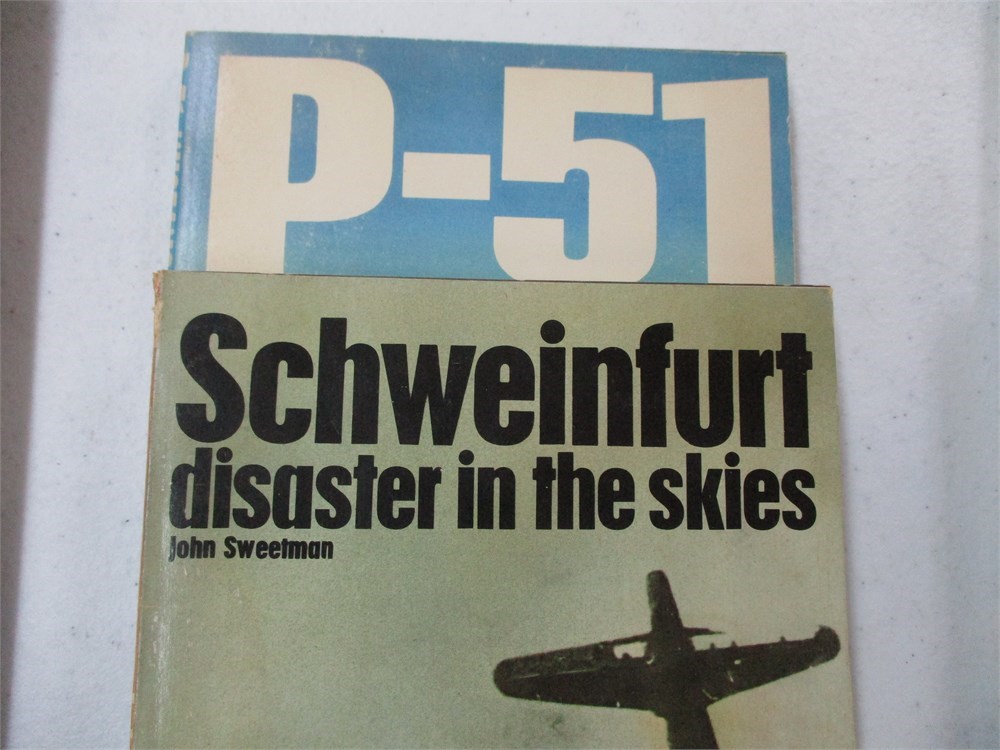 P-51
Schweinfurt
disaster in the skies
John Sweetman